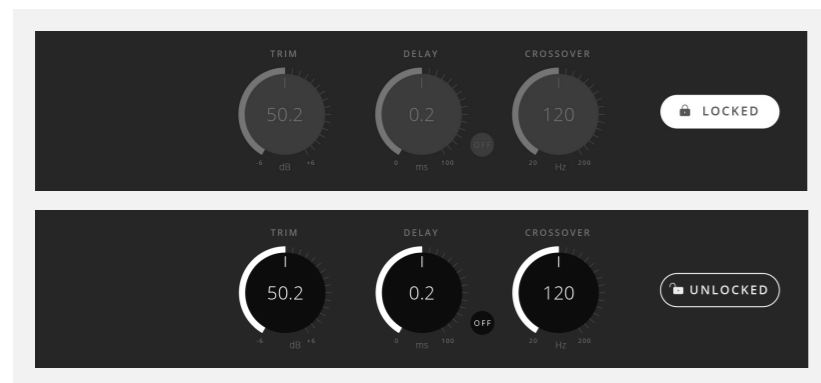 TRIM DELAY CROSSOVER
50.2 0.2 120 LOCKED
OFF
-6 dB +6 0 ms 100 20 Hz 200
TRIM DELAY CROSSOVER
50.2 0.2 120 UNLOCKED
OFF
-6 dB +6 0 ms 100 20 Hz 200